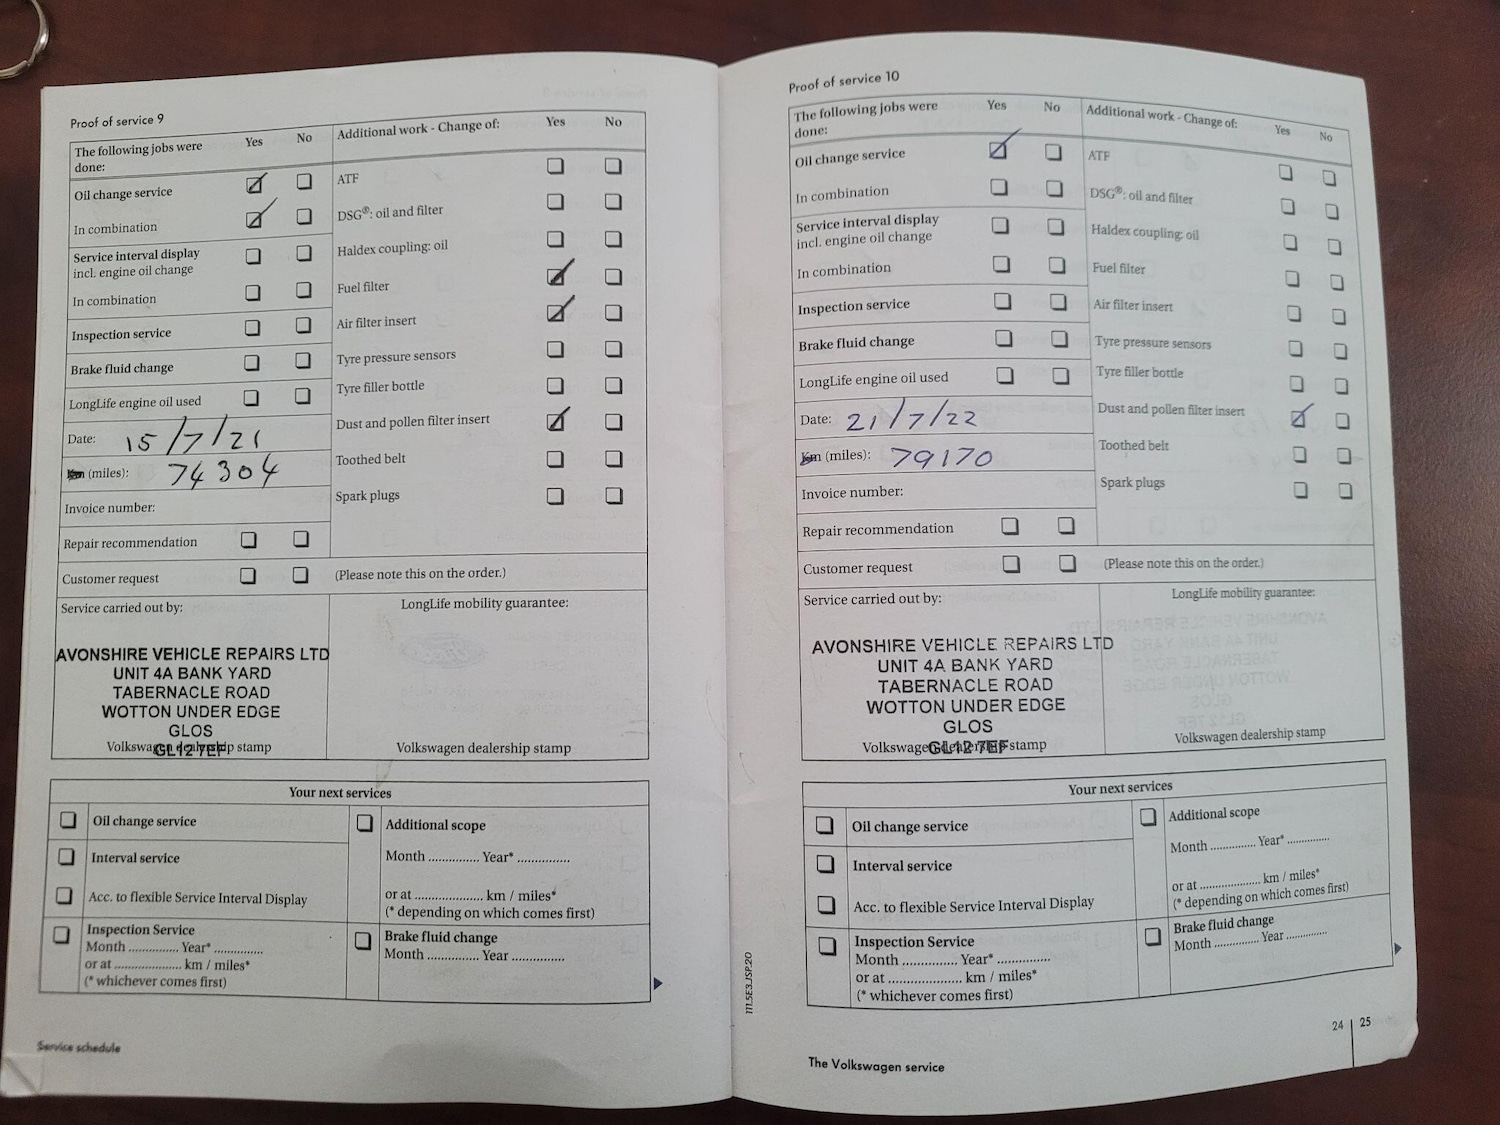 Proof of service 9
The following jobs were done: Yes No
Oil change service
In combination
Service interval display
incl. engine oil change
In combination
Inspection service
Brake fluid change
LongLife engine oil used
Date: 15/7/21
Km (miles): 74304
Invoice number:
Repair recommendation
Customer request
Additional work - Change of: Yes No
ATF
DSG®: oil and filter
Haldex coupling: oil
Fuel filter
Air filter insert
Tyre pressure sensors
Tyre filler bottle
Dust and pollen filter insert
Toothed belt
Spark plugs
(Please note this on the order.)
Service carried out by:
AVONSHIRE VEHICLE REPAIRS LTD
UNIT 4A BANK YARD
TABERNACLE ROAD
WOTTON UNDER EDGE
GLOS
GL12 7EF
Volkswagen dealership stamp
LongLife mobility guarantee:
Volkswagen dealership stamp
Your next services
Oil change service
Interval service
Acc. to flexible Service Interval Display
Inspection Service
Month ............... Year* ...............
or at ..................... km / miles*
(* whichever comes first)
Additional scope
Month ............... Year* ...............
or at ..................... km / miles*
(* depending on which comes first)
Brake fluid change
Month ............... Year ...............
Service schedule
Proof of service 10
The following jobs were done: Yes No
Oil change service
In combination
Service interval display
incl. engine oil change
In combination
Inspection service
Brake fluid change
LongLife engine oil used
Date: 21/7/22
Km (miles): 79170
Invoice number:
Repair recommendation
Customer request
Additional work - Change of: Yes No
ATF
DSG®: oil and filter
Haldex coupling: oil
Fuel filter
Air filter insert
Tyre pressure sensors
Tyre filler bottle
Dust and pollen filter insert
Toothed belt
Spark plugs
(Please note this on the order.)
Service carried out by:
AVONSHIRE VEHICLE REPAIRS LTD
UNIT 4A BANK YARD
TABERNACLE ROAD
WOTTON UNDER EDGE
GLOS
GL12 7EF
Volkswagen dealership stamp
LongLife mobility guarantee:
Volkswagen dealership stamp
Your next services
Oil change service
Interval service
Acc. to flexible Service Interval Display
Inspection Service
Month ............... Year* ...............
or at ..................... km / miles*
(* whichever comes first)
Additional scope
Month ............... Year* ...............
or at ..................... km / miles*
(* depending on which comes first)
Brake fluid change
Month ............... Year ...............
The Volkswagen service
24 | 25